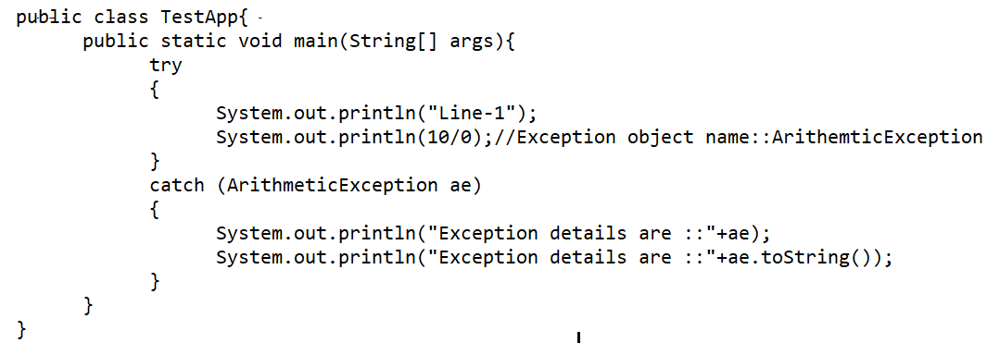 public class TestApp{
public static void main(String[] args){
try
{
System.out.println("Line-1");
System.out.println(10/0);//Exception object name::ArithemticException
}
catch (ArithmeticException ae)
{
System.out.println("Exception details are ::"+ae);
System.out.println("Exception details are ::"+ae.toString());
}
}
}